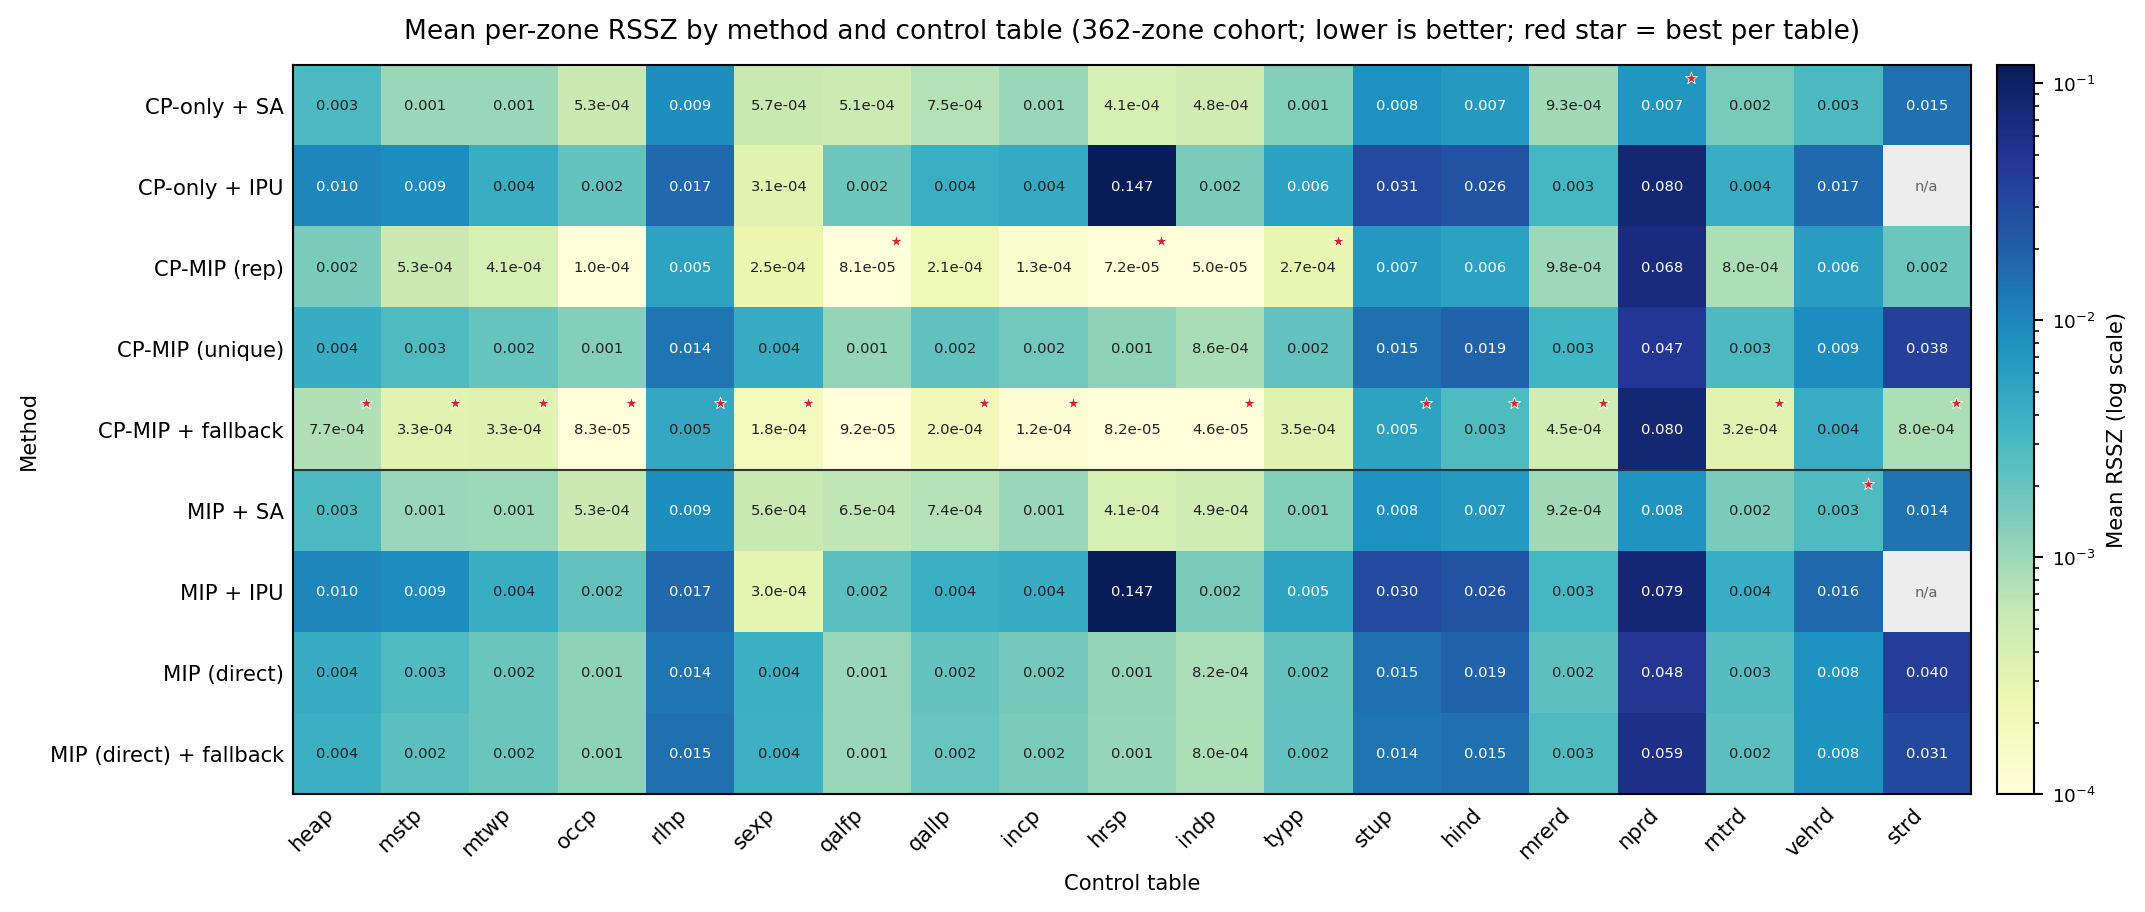 Mean per-zone RSSZ by method and control table (362-zone cohort; lower is better; red star = best per table)
Method
CP-only + SA 0.003 0.001 0.001 5.3e-04 0.009 5.7e-04 5.1e-04 7.5e-04 0.001 4.1e-04 4.8e-04 0.001 0.008 0.007 9.3e-04 0.007 0.002 0.003 0.015
CP-only + IPU 0.010 0.009 0.004 0.002 0.017 3.1e-04 0.002 0.004 0.004 0.147 0.002 0.006 0.031 0.026 0.003 0.080 0.004 0.017 n/a
CP-MIP (rep) 0.002 5.3e-04 4.1e-04 1.0e-04 0.005 2.5e-04 8.1e-05 2.1e-04 1.3e-04 7.2e-05 5.0e-05 2.7e-04 0.007 0.006 9.8e-04 0.068 8.0e-04 0.006 0.002
CP-MIP (unique) 0.004 0.003 0.002 0.001 0.014 0.004 0.001 0.002 0.002 0.001 8.6e-04 0.002 0.015 0.019 0.003 0.047 0.003 0.009 0.038
CP-MIP + fallback 7.7e-04 3.3e-04 3.3e-04 8.3e-05 0.005 1.8e-04 9.2e-05 2.0e-04 1.2e-04 8.2e-05 4.6e-05 3.5e-04 0.005 0.003 4.5e-04 0.080 3.2e-04 0.004 8.0e-04
MIP + SA 0.003 0.001 0.001 5.3e-04 0.009 5.6e-04 6.5e-04 7.4e-04 0.001 4.1e-04 4.9e-04 0.001 0.008 0.007 9.2e-04 0.008 0.002 0.003 0.014
MIP + IPU 0.010 0.009 0.004 0.002 0.017 3.0e-04 0.002 0.004 0.004 0.147 0.002 0.005 0.030 0.026 0.003 0.079 0.004 0.016 n/a
MIP (direct) 0.004 0.003 0.002 0.001 0.014 0.004 0.001 0.002 0.002 0.001 8.2e-04 0.002 0.015 0.019 0.002 0.048 0.003 0.008 0.040
MIP (direct) + fallback 0.004 0.002 0.002 0.001 0.015 0.004 0.001 0.002 0.002 0.001 8.0e-04 0.002 0.014 0.015 0.003 0.059 0.002 0.008 0.031
heap mstp mtwp occp rlhp sexp qalfp qallp incp hrsp indp typp stup hind mrerd nprd rmtrd vehrd strd
Control table
10⁻¹
10⁻²
10⁻³
10⁻⁴
Mean RSSZ (log scale)